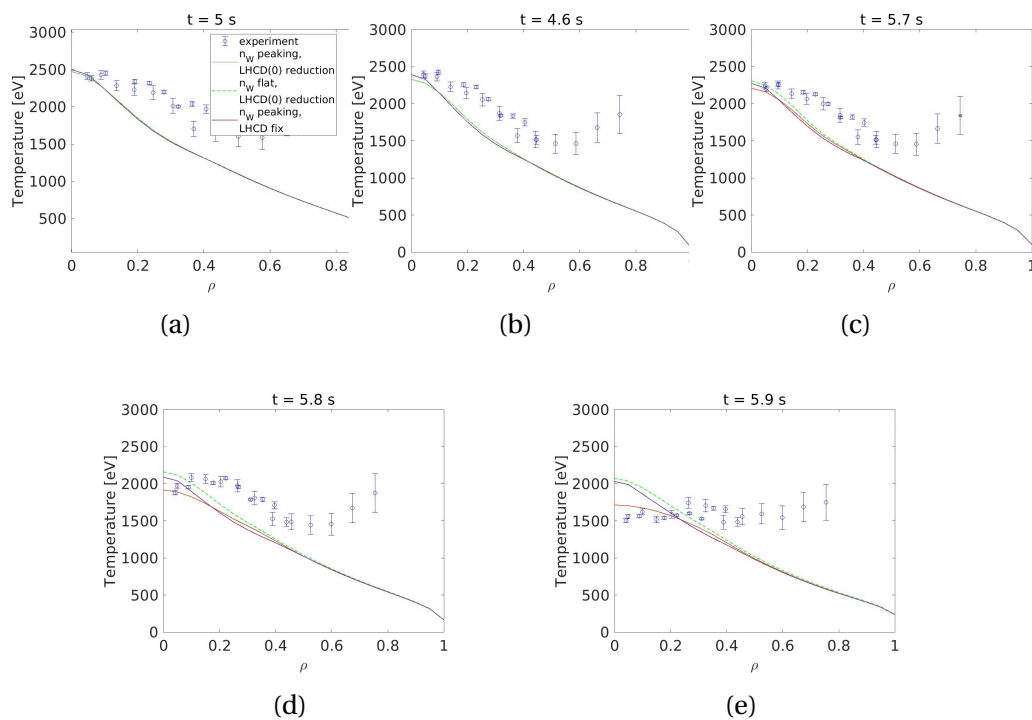 t = 5 s
3000
2500
2000
1500
1000
500
Temperature [eV]
0
0.2
0.4
0.6
0.8
ρ
experiment
n_W peaking,
LHCD(0) reduction
n_W flat,
LHCD(0) reduction
n_W peaking,
LHCD fix
(a)
t = 4.6 s
3000
2500
2000
1500
1000
500
0
Temperature [eV]
0
0.2
0.4
0.6
0.8
ρ
(b)
t = 5.7 s
3000
2500
2000
1500
1000
500
0
Temperature [eV]
0
0.2
0.4
0.6
0.8
1
ρ
(c)
t = 5.8 s
3000
2500
2000
1500
1000
500
0
Temperature [eV]
0
0.2
0.4
0.6
0.8
1
ρ
(d)
t = 5.9 s
3000
2500
2000
1500
1000
500
0
Temperature [eV]
0
0.2
0.4
0.6
0.8
1
ρ
(e)